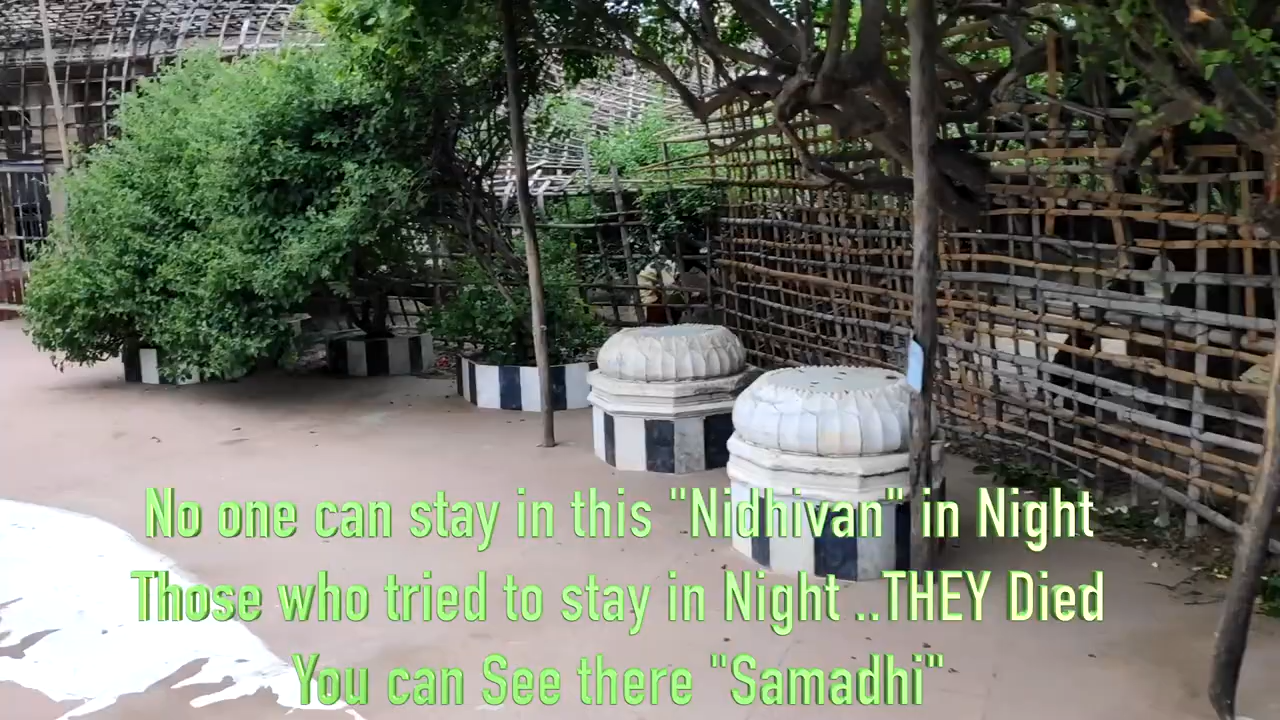 No one can stay in this "Nidhivan" in Night
Those who tried to stay in Night ..THEY Died
You can See there "Samadhi"